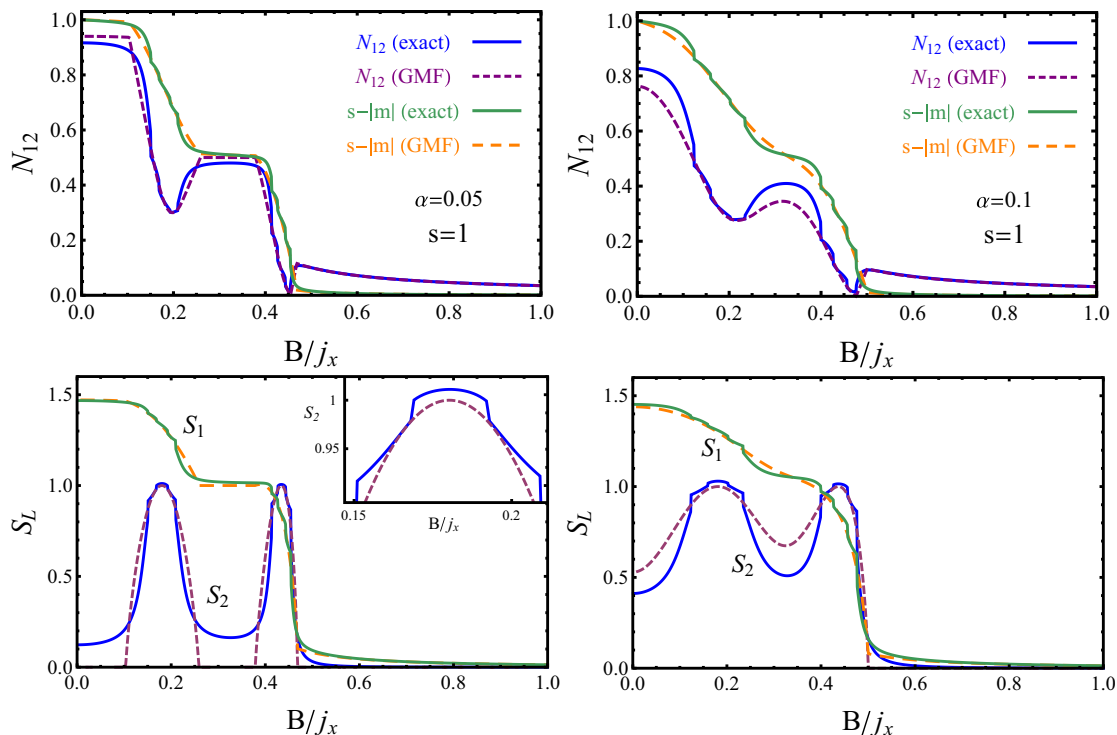 1.0
0.8
0.6
0.4
0.2
0.0
N12
N12 (exact)
N12 (GMF)
s−|m| (exact)
s−|m| (GMF)
α=0.05
s=1
0.0 0.2 0.4 0.6 0.8 1.0
B/jx
1.0
0.8
0.6
0.4
0.2
0.0
N12
N12 (exact)
N12 (GMF)
s−|m| (exact)
s−|m| (GMF)
α=0.1
s=1
0.0 0.2 0.4 0.6 0.8 1.0
B/jx
1.5
1.0
0.5
0.0
SL
S1
S2
S2
1
0.95
0.15 0.2
B/jx
0.0 0.2 0.4 0.6 0.8 1.0
B/jx
1.5
1.0
0.5
0.0
SL
S1
S2
0.0 0.2 0.4 0.6 0.8 1.0
B/jx